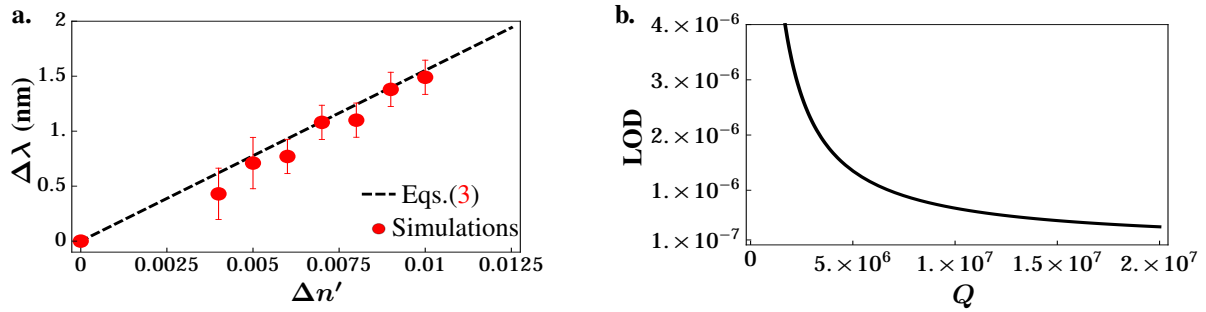 a.
2
1.5
1.
0.5
0
Δλ (nm)
Eqs.(3)
Simulations
0
0.0025
0.005
0.0075
0.01
0.0125
Δn′
b.
4.×10⁻⁶
3.×10⁻⁶
2.×10⁻⁶
1.×10⁻⁶
1.×10⁻⁷
LOD
0
5.×10⁶
1.×10⁷
1.5×10⁷
2.×10⁷
Q